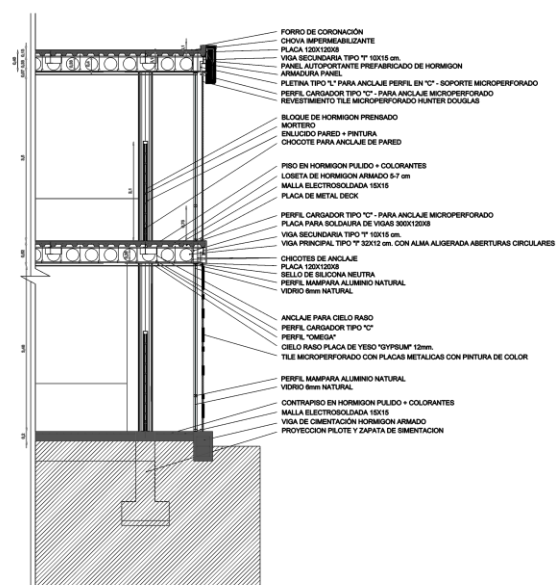 FORRO DE CORONACIÓN
CHOVA IMPERMEABILIZANTE
PLACA 120X120X8
VIGA SECUNDARIA TIPO "I" 10X15 cm.
PANEL AUTOPORTANTE PREFABRICADO DE HORMIGON
ARMADURA PANEL
PLETINA TIPO "L" PARA ANCLAJE PERFIL EN "C" - SOPORTE MICROPERFORADO
PERFIL CARGADOR TIPO "C" - PARA ANCLAJE MICROPERFORADO
REVESTIMIENTO TILE MICROPERFORADO HUNTER DOUGLAS
BLOQUE DE HORMIGON PRENSADO
MORTERO
ENLUCIDO PARED + PINTURA
CHOCOTE PARA ANCLAJE DE PARED
PISO EN HORMIGON PULIDO + COLORANTES
LOSETA DE HORMIGON ARMADO 5-7 cm
MALLA ELECTROSOLDADA 15X15
PLACA DE METAL DECK
PERFIL CARGADOR TIPO "C"- PARA ANCLAJE MICROPERFORADO
PLACA PARA SOLDAURA DE VIGAS 300X120X8
VIGA SECUNDARIA TIPO "I" 10X15 cm.
VIGA PRINCIPAL TIPO "I" 32X12 cm. CON ALMA ALIGERADA ABERTURAS CIRCULARES
CHICOTES DE ANCLAJE
PLACA 120X120X8
SELLO DE SILICONA NEUTRA
PERFIL MAMPARA ALUMINIO NATURAL
VIDRIO 6mm NATURAL
ANCLAJE PARA CIELO RASO
PERFIL CARGADOR TIPO "C"
PERFIL "OMEGA"
CIELO RASO PLACA DE YESO "GYPSUM" 12mm.
TILE MICROPERFORADO CON PLACAS METALICAS CON PINTURA DE COLOR
PERFIL MAMPARA ALUMINIO NATURAL
VIDRIO 6mm NATURAL
CONTRAPISO EN HORMIGON PULIDO + COLORANTES
MALLA ELECTROSOLDADA 15X15
VIGA DE CIMENTACIÓN HORMIGON ARMADO
PROYECCION PILOTE Y ZAPATA DE SIMENTACION